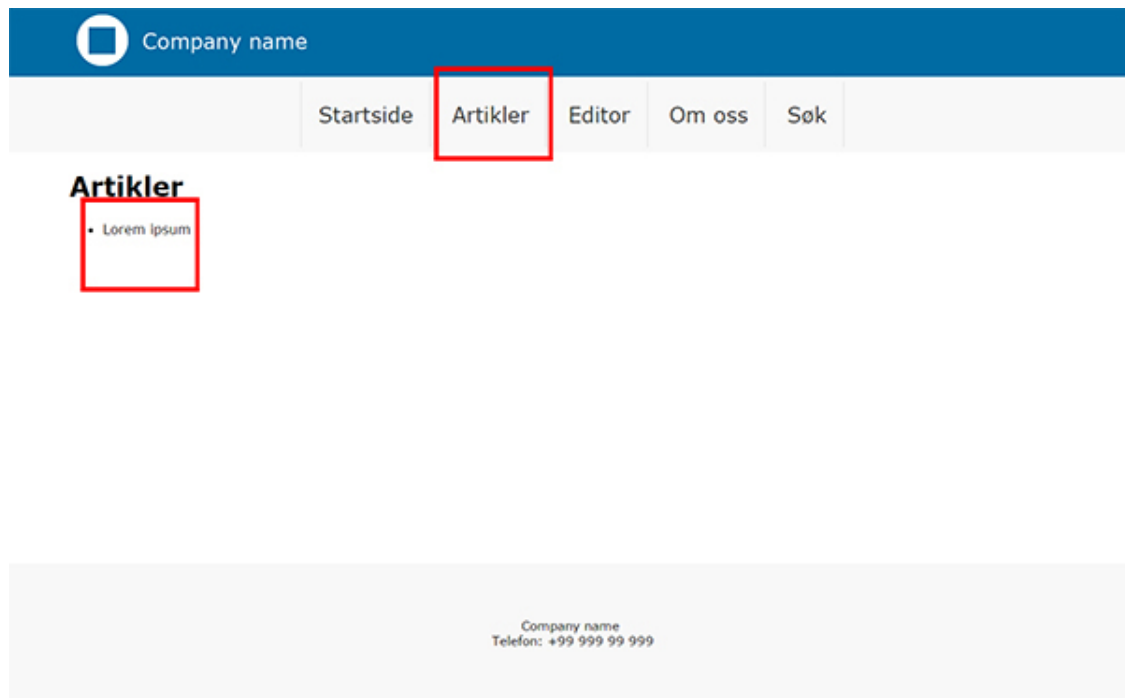 Company name
Startside Artikler Editor Om oss Søk
Artikler
• Lorem ipsum
Company name
Telefon: +99 999 99 999